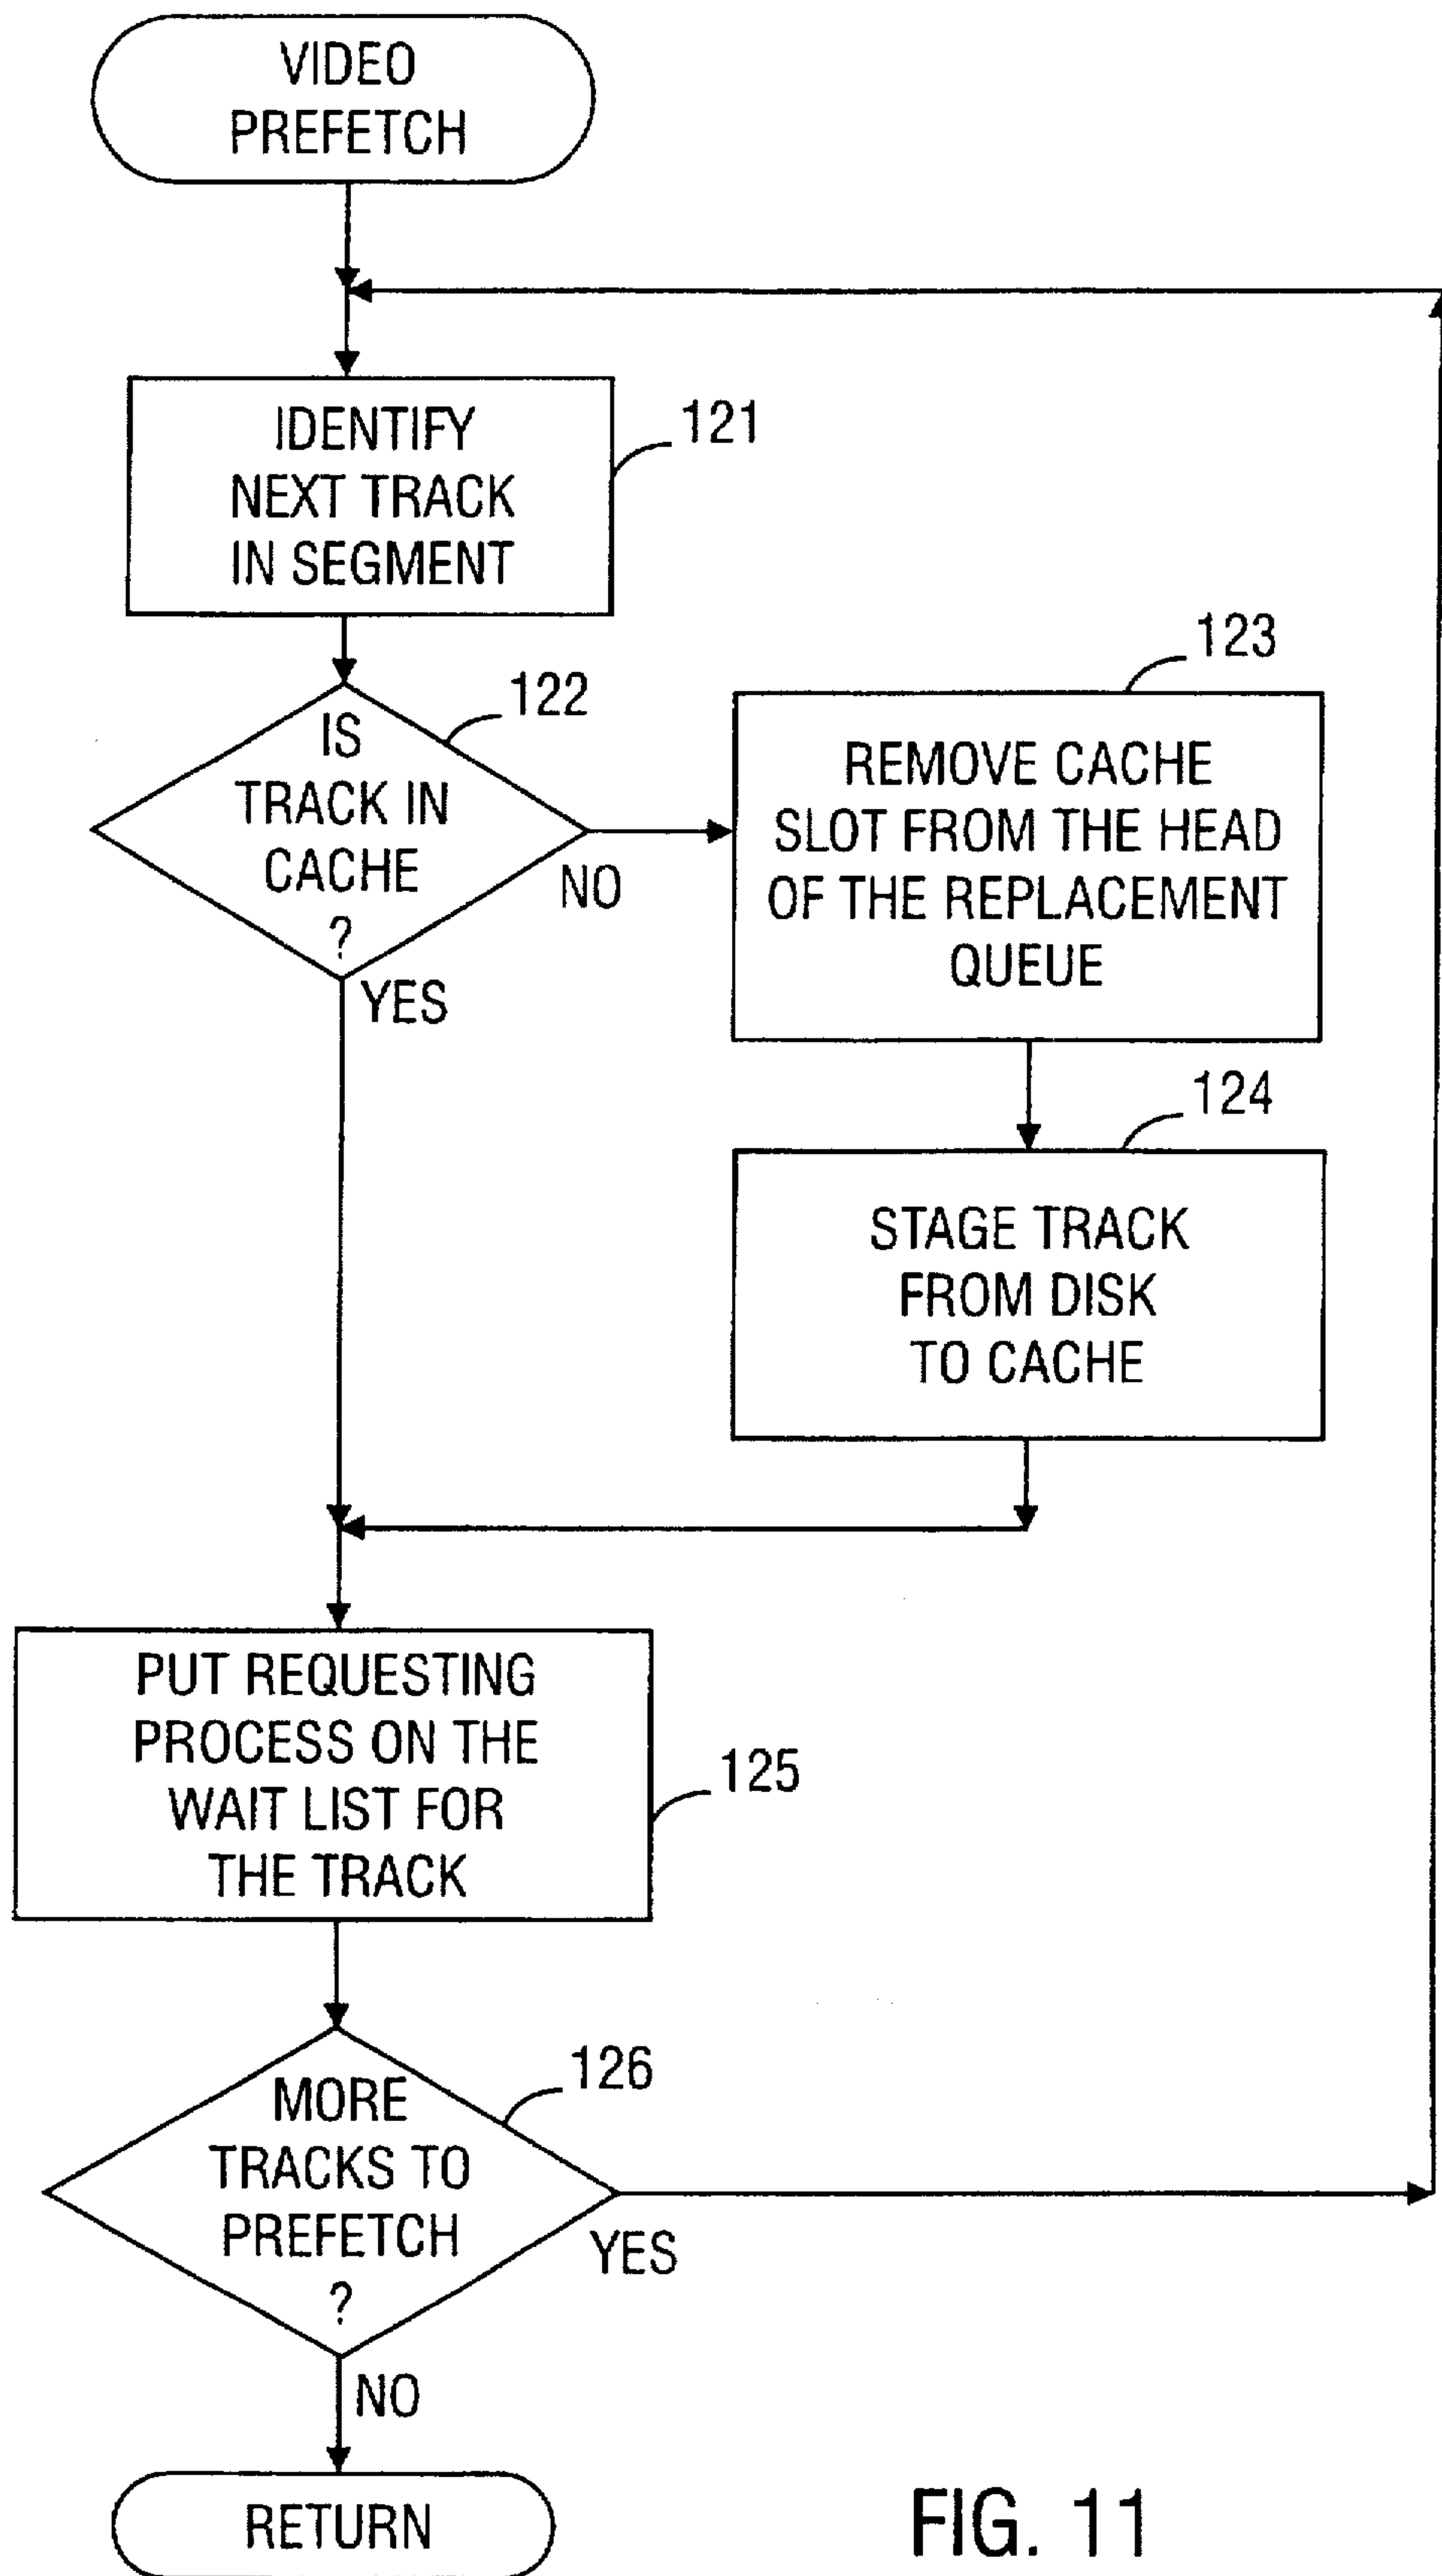 VIDEO
PREFETCH
IDENTIFY
NEXT TRACK
IN SEGMENT
121
IS
TRACK IN
CACHE
?
122
NO
YES
123
REMOVE CACHE
SLOT FROM THE HEAD
OF THE REPLACEMENT
QUEUE
124
STAGE TRACK
FROM DISK
TO CACHE
PUT REQUESTING
PROCESS ON THE
WAIT LIST FOR
THE TRACK
125
MORE
TRACKS TO
PREFETCH
?
126
YES
NO
RETURN
FIG. 11